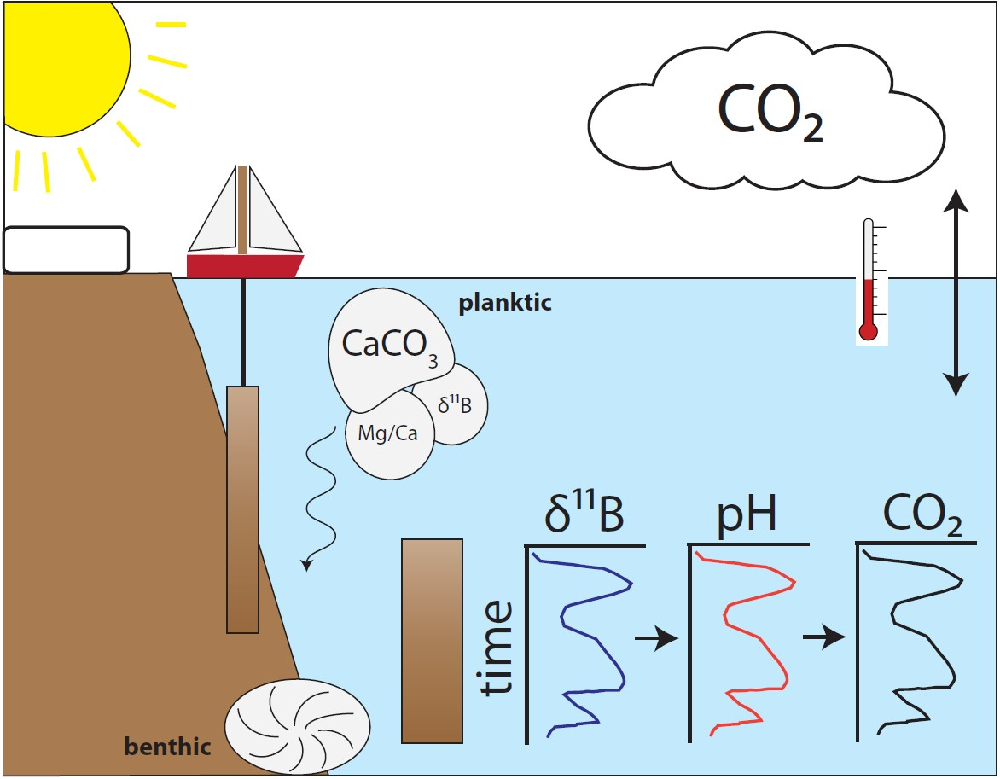 CO₂
planktic
CaCO₃
δ¹¹B
Mg/Ca
δ¹¹B
pH
CO₂
time
benthic